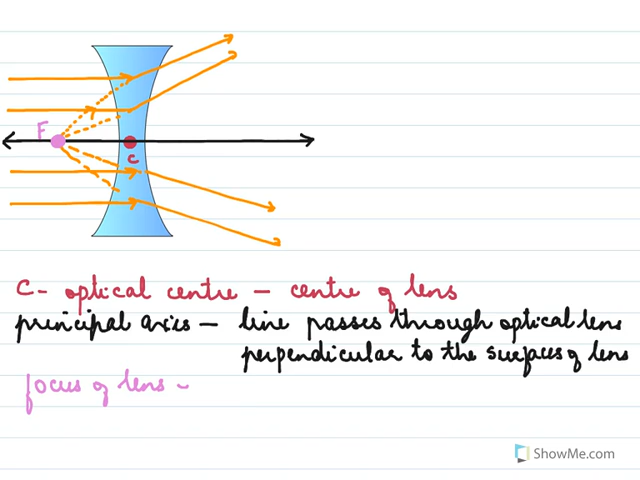 F
C
C - optical centre - centre of lens
principal axis - line passes through optical lens
perpendicular to the surfaces of lens
focus of lens -
ShowMe.com